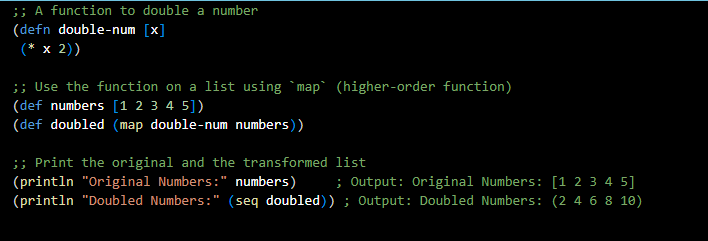 ;; A function to double a number
(defn double-num [x]
 (* x 2))

;; Use the function on a list using `map` (higher-order function)
(def numbers [1 2 3 4 5])
(def doubled (map double-num numbers))

;; Print the original and the transformed list
(println "Original Numbers:" numbers)     ; Output: Original Numbers: [1 2 3 4 5]
(println "Doubled Numbers:" (seq doubled)) ; Output: Doubled Numbers: (2 4 6 8 10)